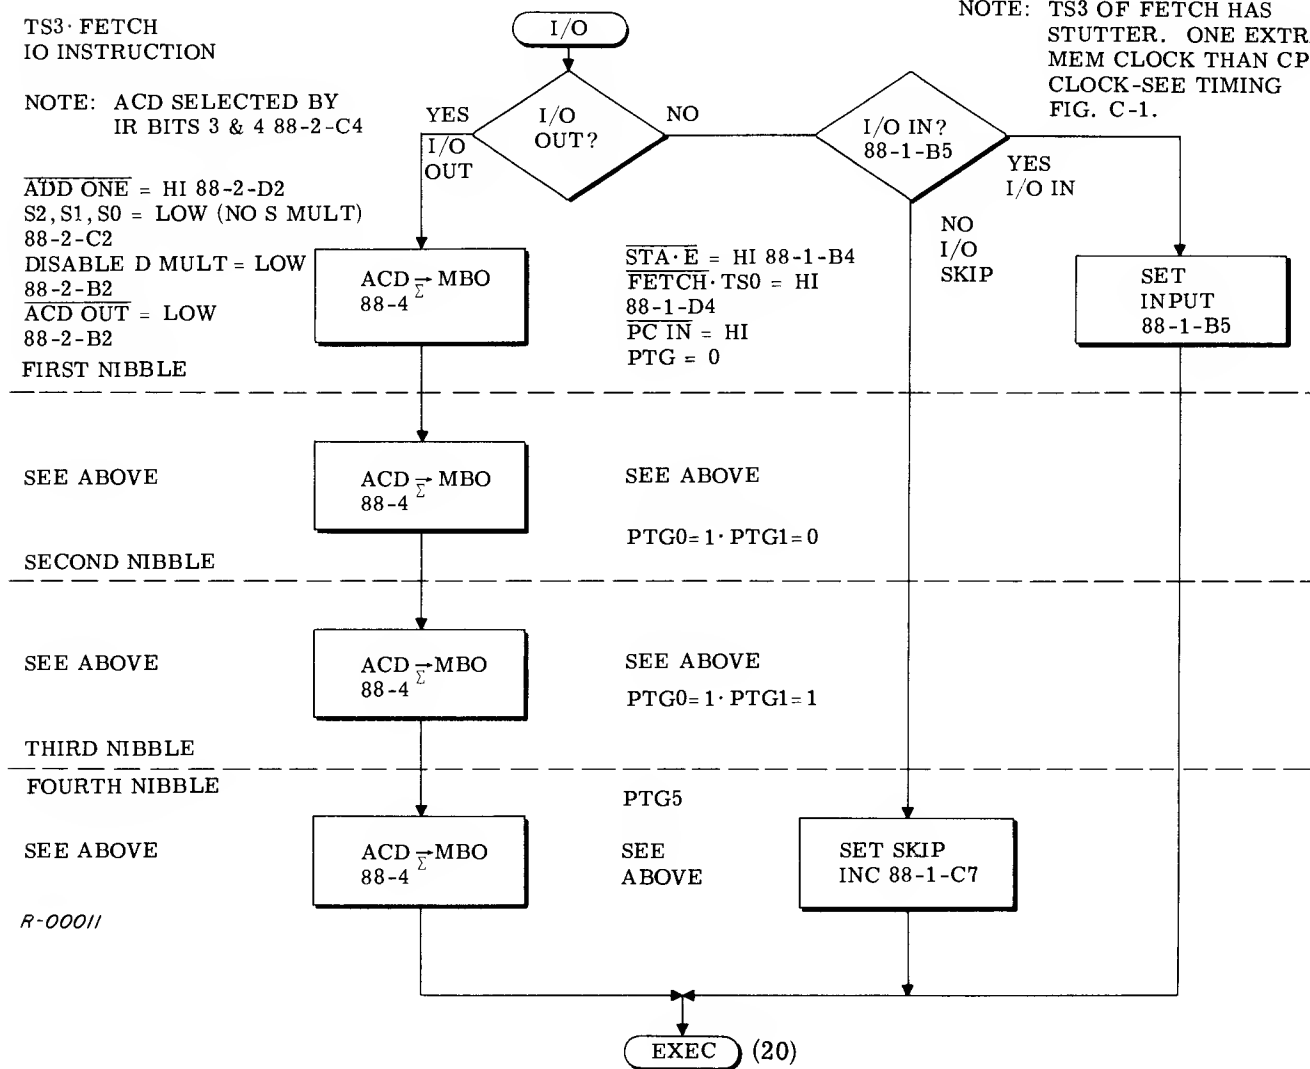 TS3· FETCH
IO INSTRUCTION
NOTE: ACD SELECTED BY
IR BITS 3 & 4 88-2-C4
I/O
NOTE: TS3 OF FETCH HAS
STUTTER. ONE EXTR
MEM CLOCK THAN CP
CLOCK-SEE TIMING
FIG. C-1.
I/O
OUT?
YES
I/O
OUT
NO
I/O IN?
88-1-B5
YES
I/O IN
NO
I/O
SKIP
ADD ONE = HI 88-2-D2
S2, S1, S0 = LOW (NO S MULT)
88-2-C2
DISABLE D MULT = LOW
88-2-B2
ACD OUT = LOW
88-2-B2
FIRST NIBBLE
ACD →Σ MBO
88-4
STA·E = HI 88-1-B4
FETCH·TS0 = HI
88-1-D4
PC IN = HI
PTG = 0
SET
INPUT
88-1-B5
SEE ABOVE
SECOND NIBBLE
ACD →Σ MBO
88-4
SEE ABOVE
PTG0=1· PTG1=0
SEE ABOVE
THIRD NIBBLE
ACD →Σ MBO
88-4
SEE ABOVE
PTG0=1· PTG1=1
FOURTH NIBBLE
SEE ABOVE
ACD →Σ MBO
88-4
PTG5
SEE
ABOVE
SET SKIP
INC 88-1-C7
R-00011
EXEC (20)